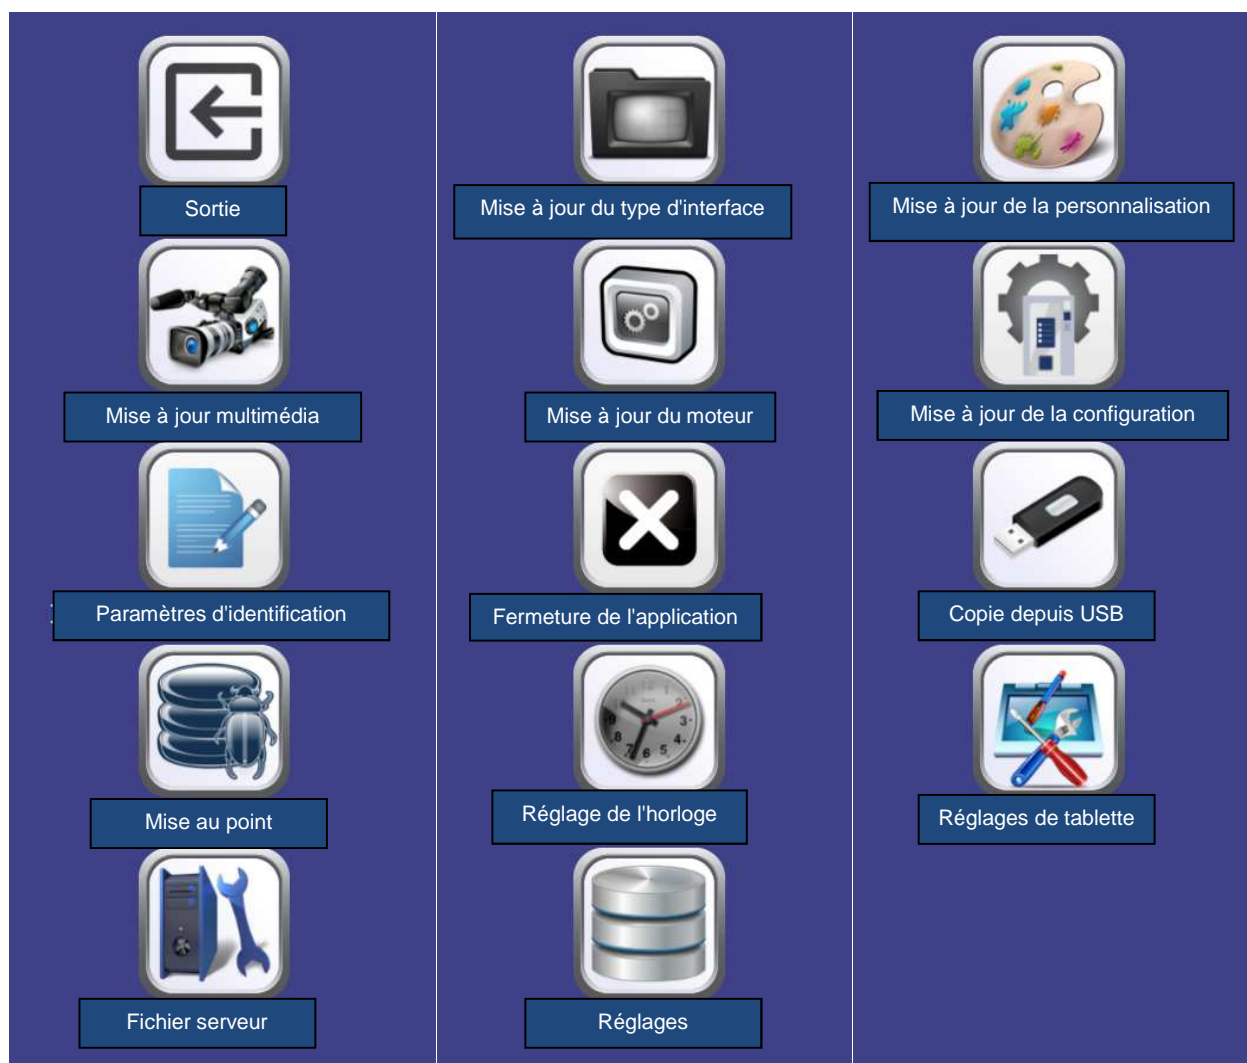 Sortie
Mise à jour du type d'interface
Mise à jour de la personnalisation
Mise à jour multimédia
Mise à jour du moteur
Mise à jour de la configuration
Paramètres d'identification
Fermeture de l'application
Copie depuis USB
Mise au point
Réglage de l'horloge
Réglages de tablette
Fichier serveur
Réglages